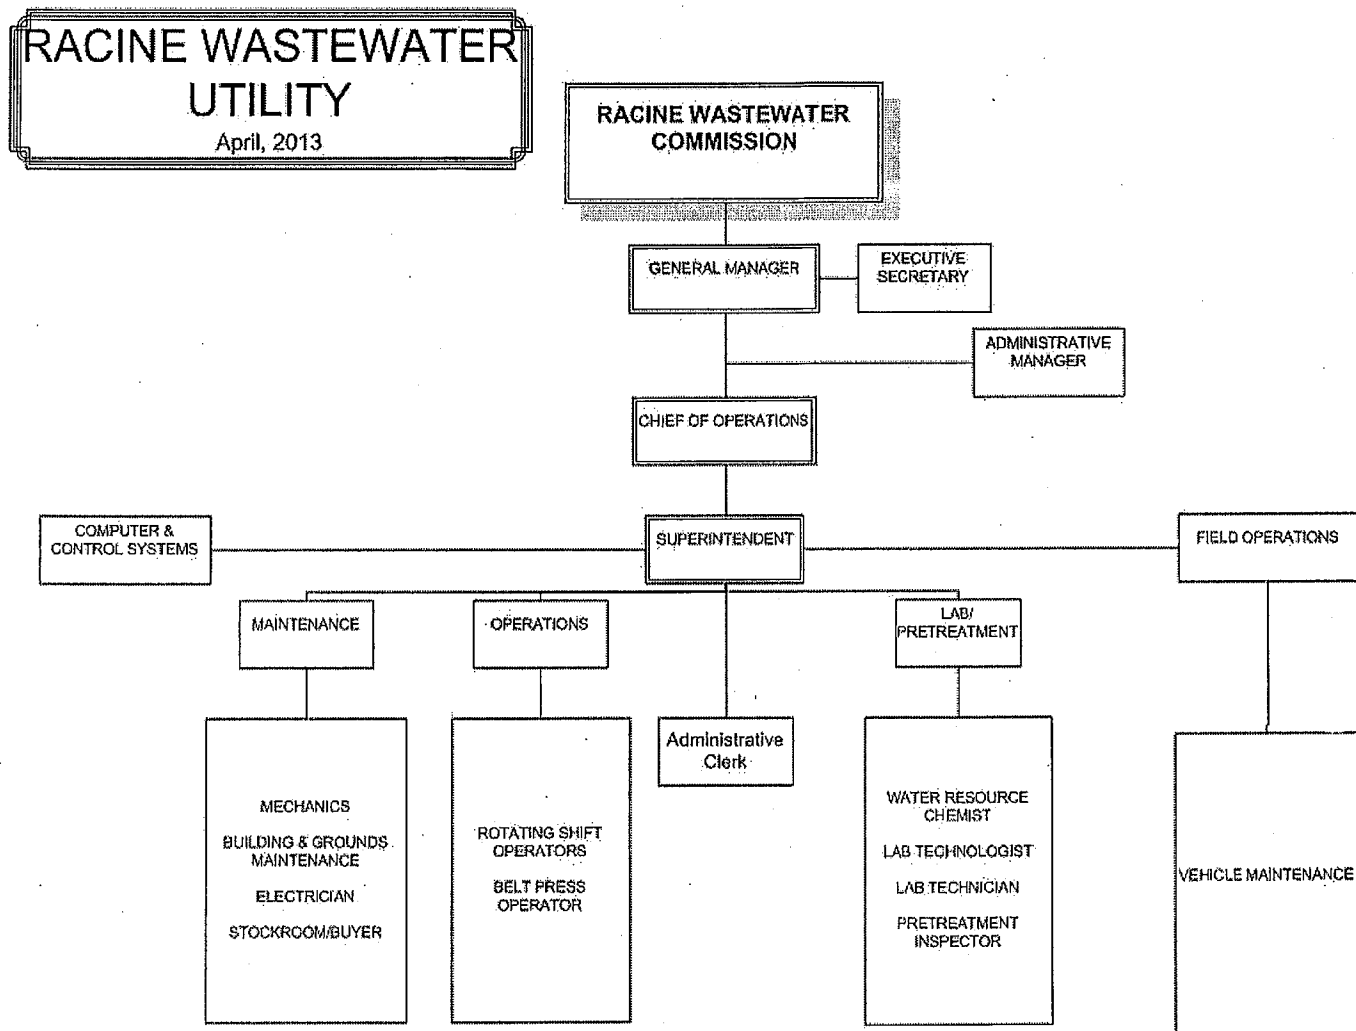 RACINE WASTEWATER
UTILITY
April, 2013
RACINE WASTEWATER
COMMISSION
GENERAL MANAGER
EXECUTIVE
SECRETARY
ADMINISTRATIVE
MANAGER
CHIEF OF OPERATIONS
COMPUTER &
CONTROL SYSTEMS
SUPERINTENDENT
FIELD OPERATIONS
MAINTENANCE
OPERATIONS
LAB/
PRETREATMENT
MECHANICS
BUILDING & GROUNDS
MAINTENANCE
ELECTRICIAN
STOCKROOM/BUYER
ROTATING SHIFT
OPERATORS
BELT PRESS
OPERATOR
Administrative
Clerk
WATER RESOURCE
CHEMIST
LAB TECHNOLOGIST
LAB TECHNICIAN
PRETREATMENT
INSPECTOR
VEHICLE MAINTENANCE